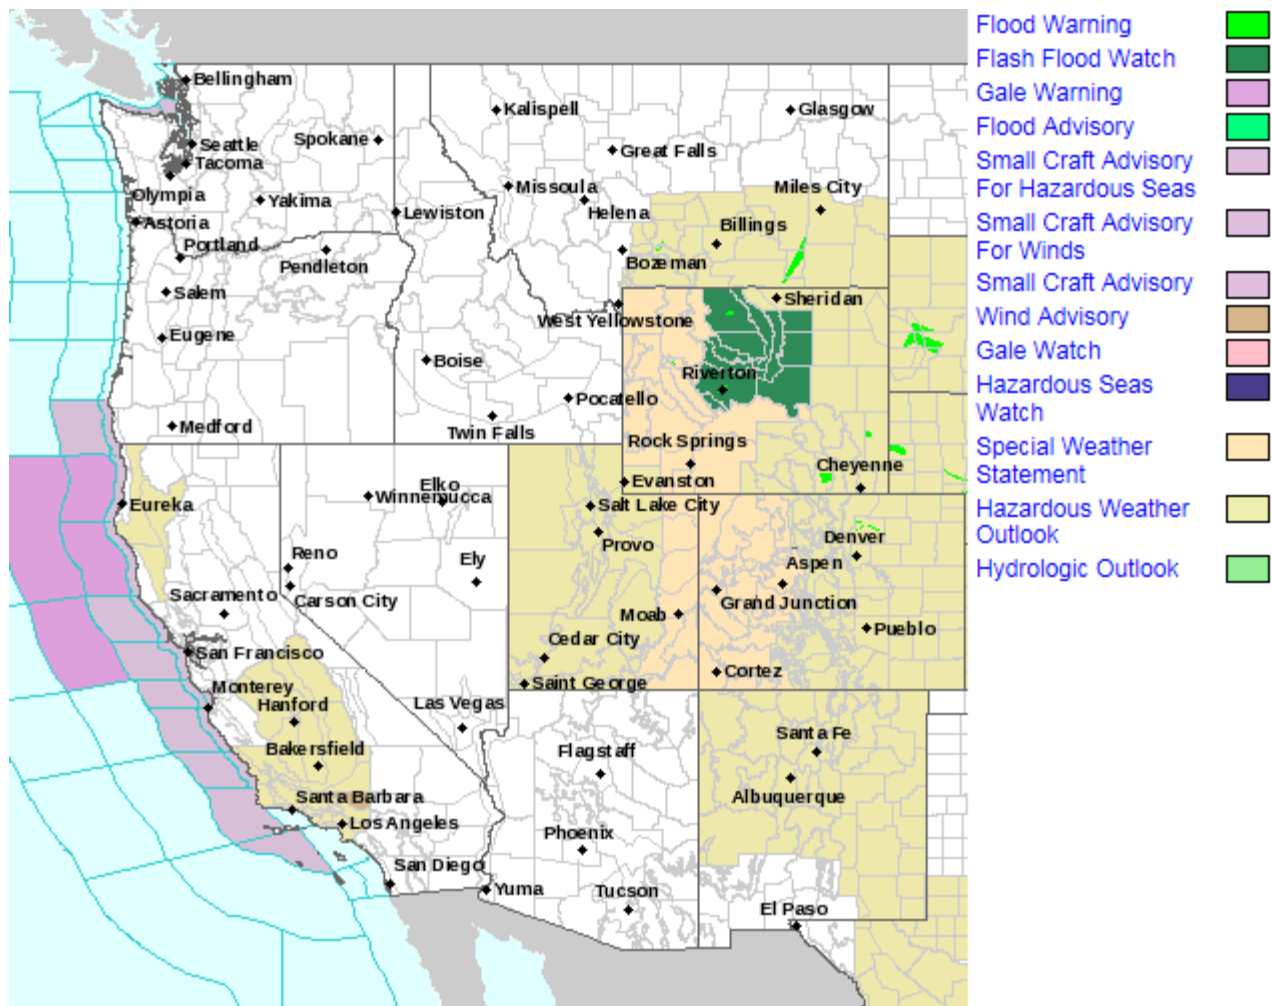 Bellingham
Kalispell
Glasgow
Spokane
Seattle
Great Falls
Tacoma
Missoula
Miles City
Olympia
Yakima
Helena
Lewiston
Astoria
Billings
Portland
Pendleton
Bozeman
Salem
Sheridan
West Yellowstone
Eugene
Boise
Riverton
Pocatello
Medford
Twin Falls
Rock Springs
Cheyenne
Evanston
Elko
Winnemucca
Eureka
Salt Lake City
Provo
Denver
Reno
Ely
Aspen
Sacramento
Carson City
Grand Junction
Moab
Pueblo
Cedar City
San Francisco
Cortez
Saint George
Monterey
Hanford
Las Vegas
Santa Fe
Bakersfield
Flagstaff
Albuquerque
Santa Barbara
Los Angeles
Phoenix
San Diego
Yuma
Tucson
El Paso
Flood Warning
Flash Flood Watch
Gale Warning
Flood Advisory
Small Craft Advisory
For Hazardous Seas
Small Craft Advisory
For Winds
Small Craft Advisory
Wind Advisory
Gale Watch
Hazardous Seas
Watch
Special Weather
Statement
Hazardous Weather
Outlook
Hydrologic Outlook